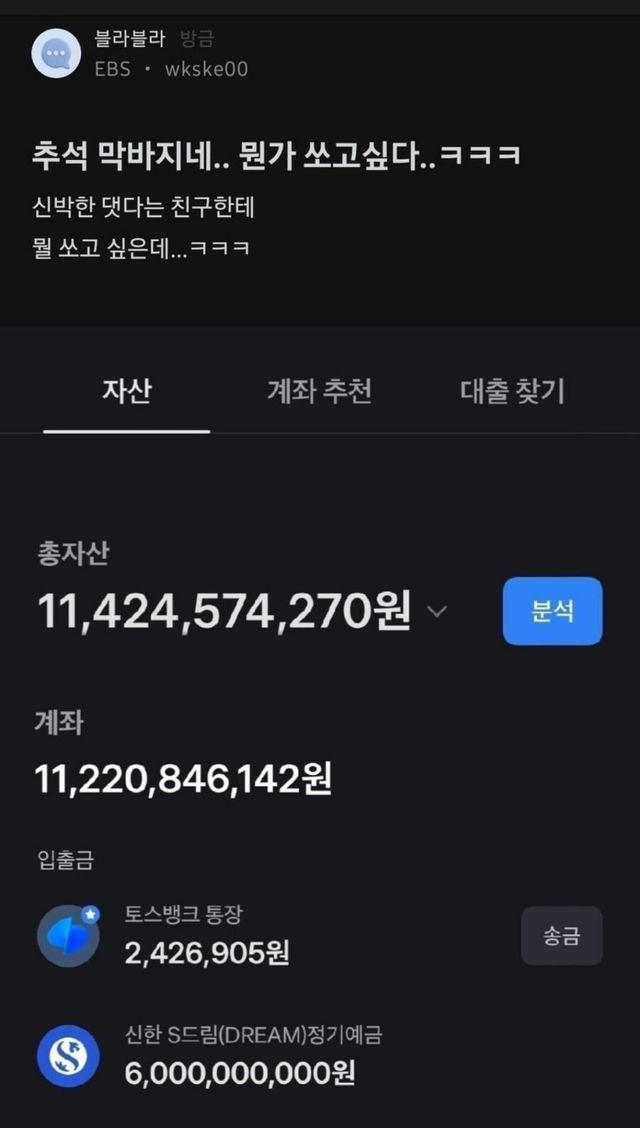 블라블라 방금
EBS · wkske00
추석 막바지네.. 뭔가 쏘고싶다..ㅋㅋㅋ
신박한 댓다는 친구한테
뭘 쏘고 싶은데...ㅋㅋㅋ
자산 계좌 추천 대출 찾기
총자산
11,424,574,270원 분석
계좌
11,220,846,142원
입출금
토스뱅크 통장
2,426,905원 송금
신한 S드림(DREAM)정기예금
6,000,000,000원